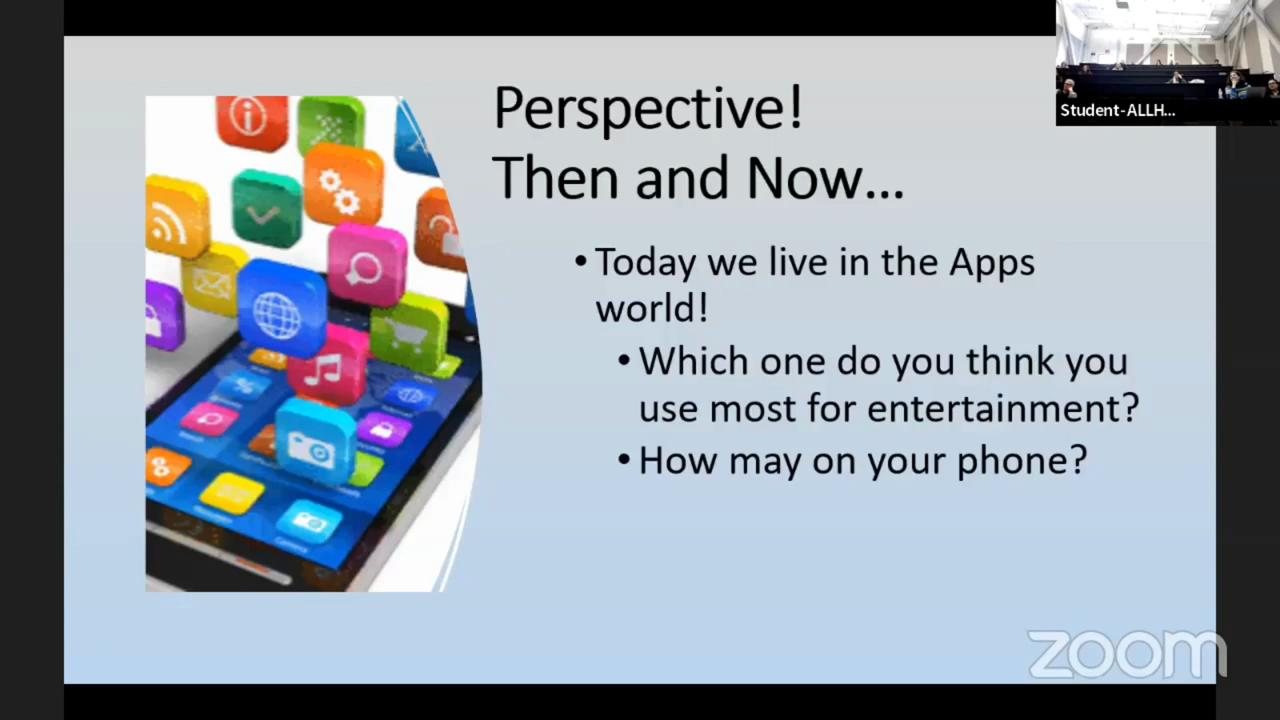 Student-ALLH...
Perspective!
Then and Now...
• Today we live in the Apps
world!
• Which one do you think you
use most for entertainment?
• How may on your phone?
zoom